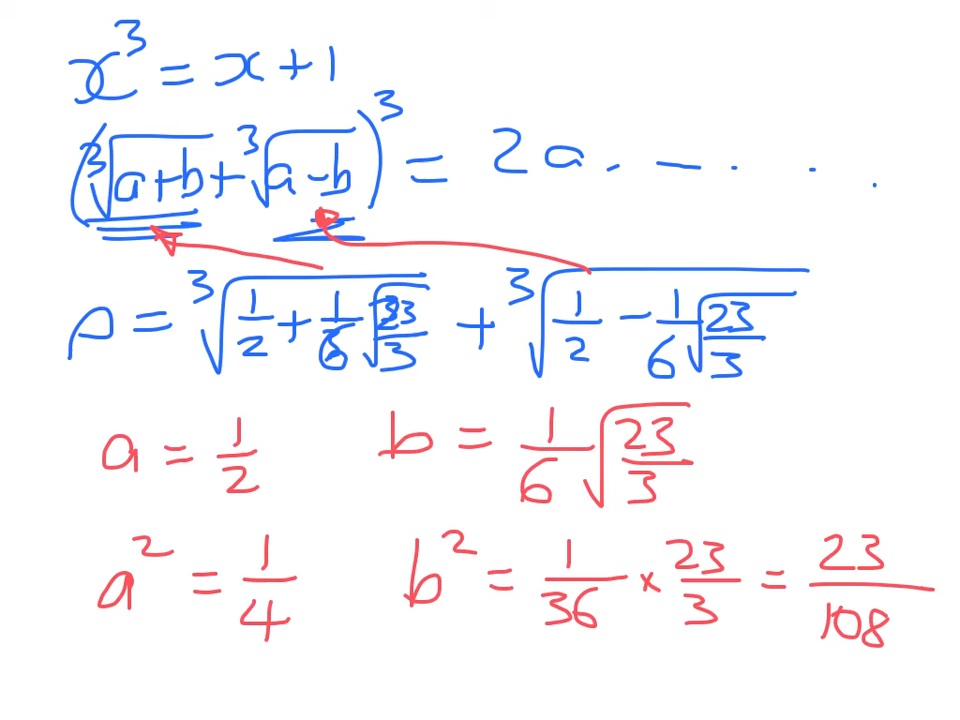 x³ = x + 1
(∛(a+b) + ∛(a-b))³ = 2a. - . . .
ρ = ∛(1/2 + 1/6 √(23/3)) + ∛(1/2 - 1/6 √(23/3))
a = 1/2 b = 1/6 √(23/3)
a² = 1/4 b² = 1/36 × 23/3 = 23/108